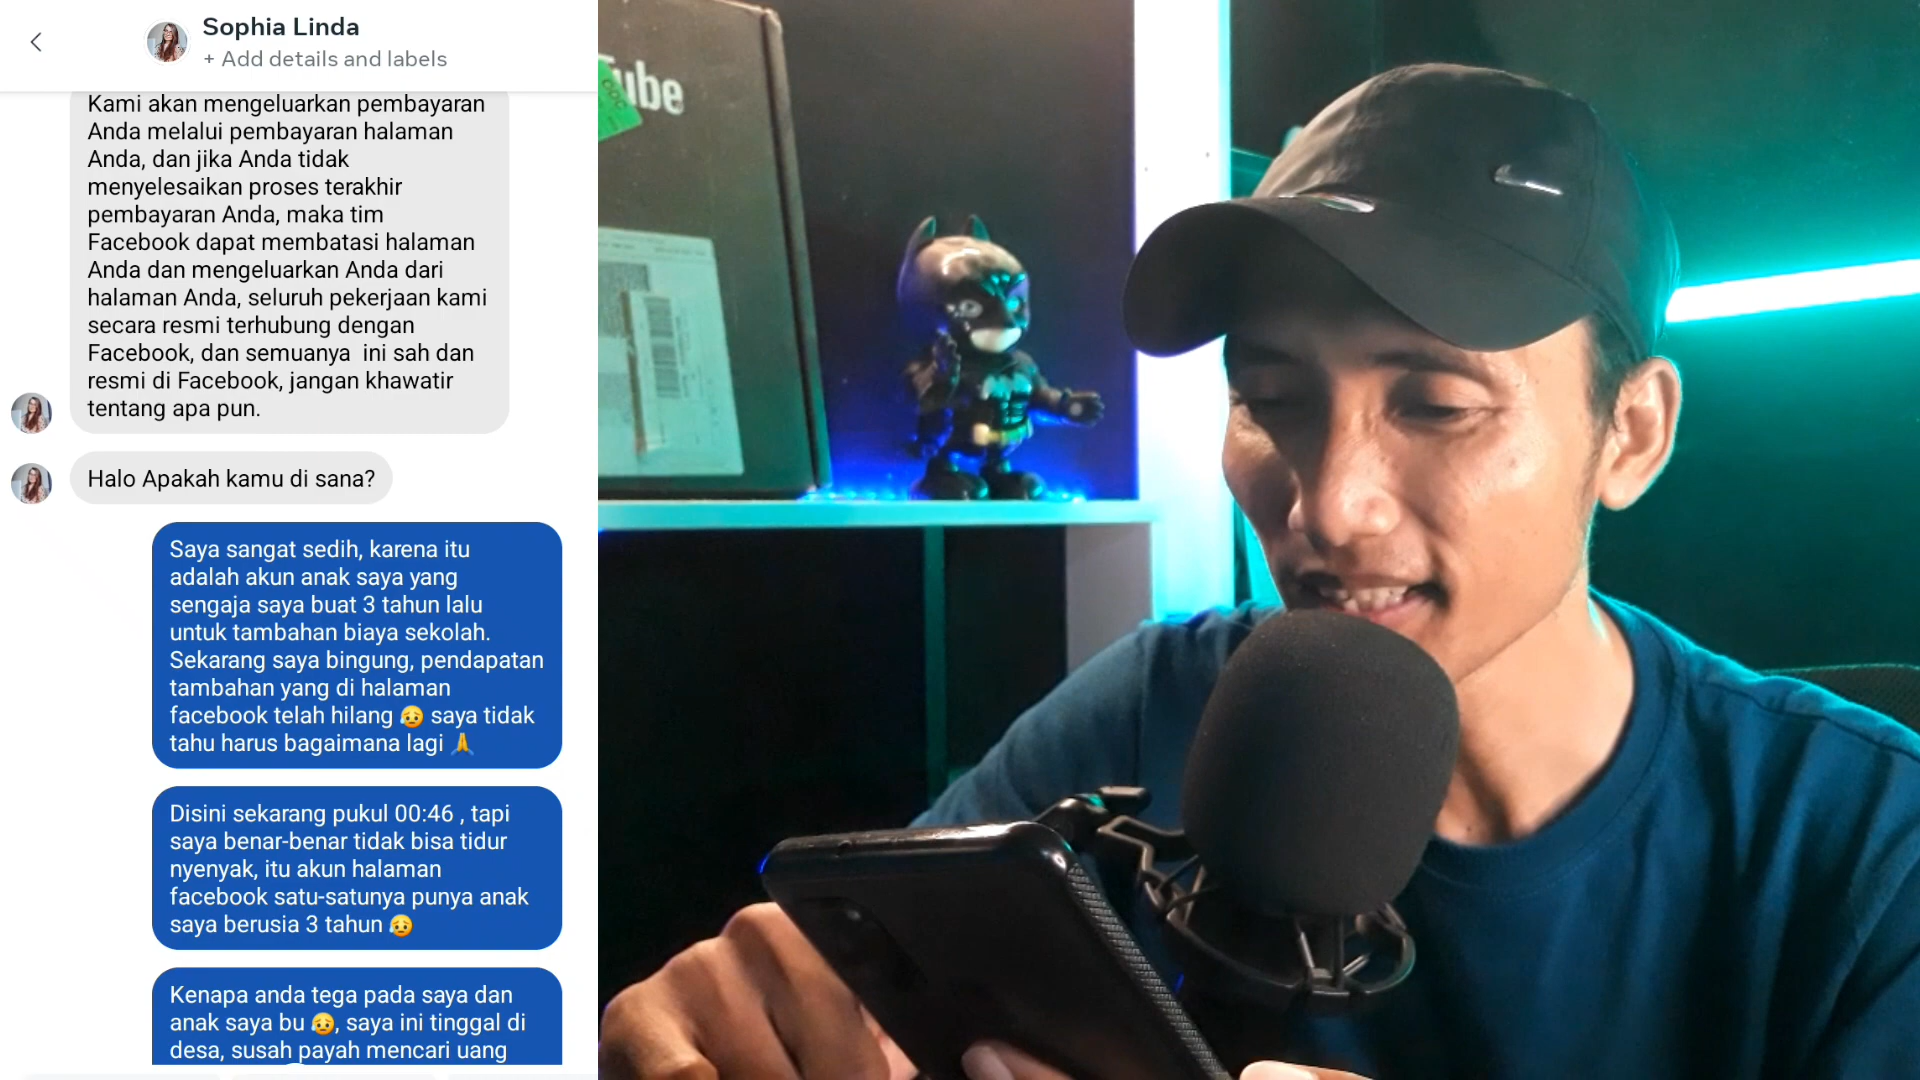 Sophia Linda
+ Add details and labels
Kami akan mengeluarkan pembayaran
Anda melalui pembayaran halaman
Anda, dan jika Anda tidak
menyelesaikan proses terakhir
pembayaran Anda, maka tim
Facebook dapat membatasi halaman
Anda dan mengeluarkan Anda dari
halaman Anda, seluruh pekerjaan kami
secara resmi terhubung dengan
Facebook, dan semuanya  ini sah dan
resmi di Facebook, jangan khawatir
tentang apa pun.
Halo Apakah kamu di sana?
Saya sangat sedih, karena itu
adalah akun anak saya yang
sengaja saya buat 3 tahun lalu
untuk tambahan biaya sekolah.
Sekarang saya bingung, pendapatan
tambahan yang di halaman
facebook telah hilang 😥 saya tidak
tahu harus bagaimana lagi 🙏
Disini sekarang pukul 00:46 , tapi
saya benar-benar tidak bisa tidur
nyenyak, itu akun halaman
facebook satu-satunya punya anak
saya berusia 3 tahun 😥
Kenapa anda tega pada saya dan
anak saya bu 😥, saya ini tinggal di
desa, susah payah mencari uang
ube